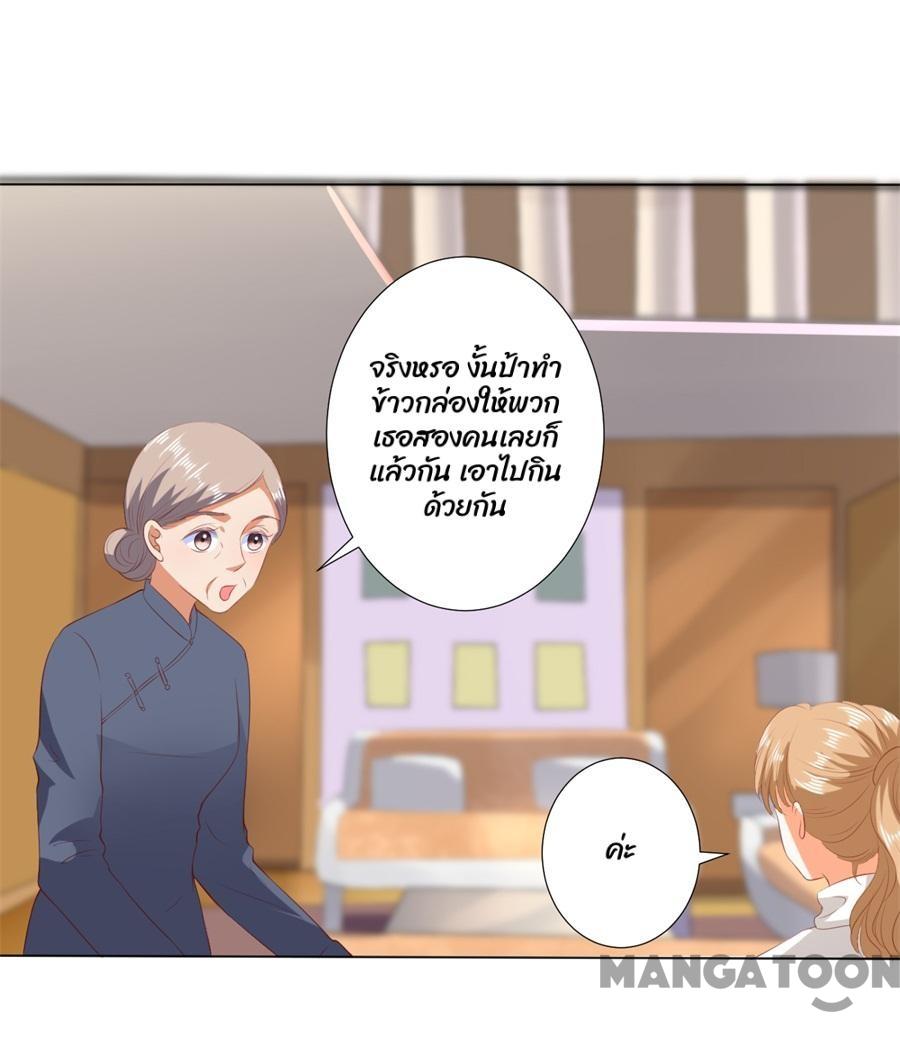 จริงหรอ งั้นป้าทำ
ข้าวกล่องให้พวก
เธอสองคนเลยก็
แล้วกัน เอาไปกิน
ด้วยกัน
ค่ะ
MANGATOON